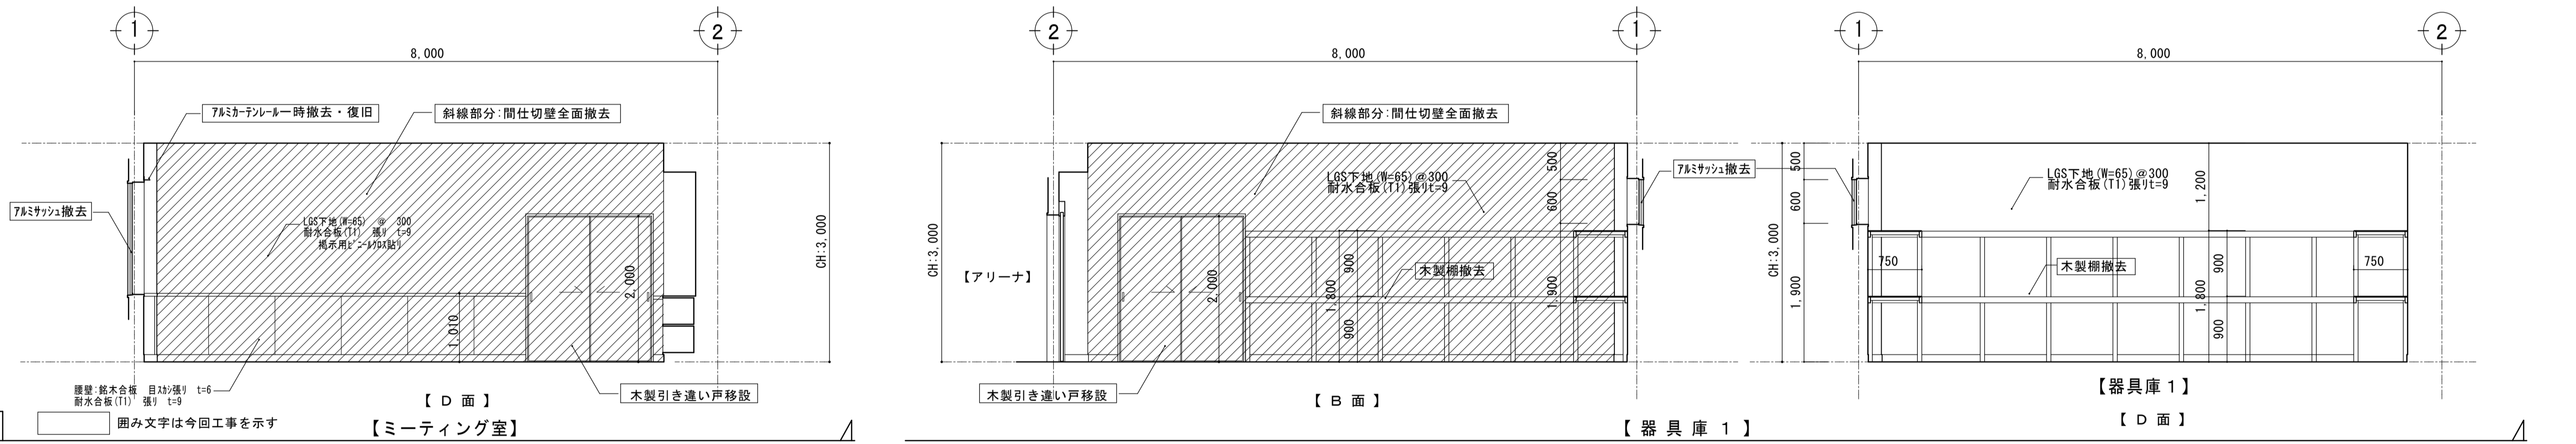 1
2
8,000
アルミカーテンレール一時撤去・復旧
斜線部分:間仕切壁全面撤去
アルミサッシュ撤去
LGS下地(W=65) @ 300
耐水合板(T1) 張り t=9
掲示用ビニールクロス貼り
2,000
1,010
CH:3,000
腰壁:銘木合板 目スカシ張り t=6
耐水合板(T1) 張り t=9
木製引き違い戸移設
【 D 面 】
囲み文字は今回工事を示す
【ミーティング室】
2
1
8,000
斜線部分:間仕切壁全面撤去
LGS下地(W=65)@300
耐水合板(T1)張りt=9
500
600
1,900
アルミサッシュ撤去
CH:3,000
【アリーナ】
2,000
1,800
900
900
木製棚撤去
木製引き違い戸移設
【 B 面 】
1
2
8,000
500
600
1,900
CH:3,000
LGS下地(W=65)@300
耐水合板(T1)張りt=9
1,200
750
750
木製棚撤去
900
1,800
900
【器具庫1】
【 D 面 】
【 器 具 庫 1 】